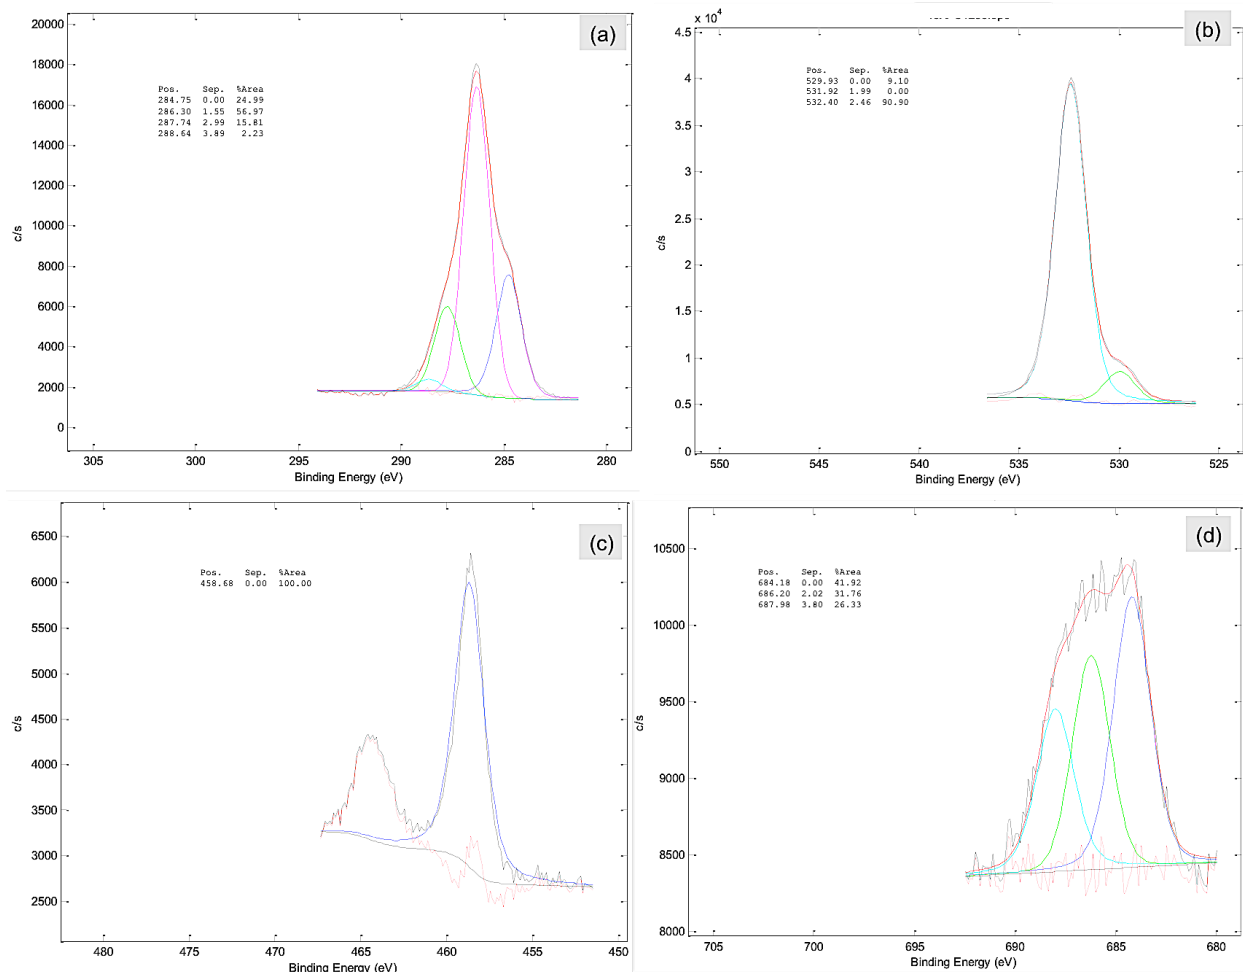 (a)
20000
18000
16000
14000
12000
10000
8000
6000
4000
2000
0
c/s
Pos. Sep. %Area
284.75 0.00 24.99
286.30 1.55 56.97
287.74 2.99 15.81
288.64 3.89 2.23
305 300 295 290 285 280
Binding Energy (eV)
(b)
x 10^4
4.5
4
3.5
3
2.5
2
1.5
1
0.5
0
c/s
Pos. Sep. %Area
529.93 0.00 9.10
531.92 1.99 0.00
532.40 2.46 90.90
550 545 540 535 530 525
Binding Energy (eV)
(c)
6500
6000
5500
5000
4500
4000
3500
3000
2500
c/s
Pos. Sep. %Area
458.68 0.00 100.00
480 475 470 465 460 455 450
Binding Energy (eV)
(d)
10500
10000
9500
9000
8500
8000
c/s
Pos. Sep. %Area
684.18 0.00 41.92
686.20 2.02 31.76
687.98 3.80 26.33
705 700 695 690 685 680
Binding Energy (eV)